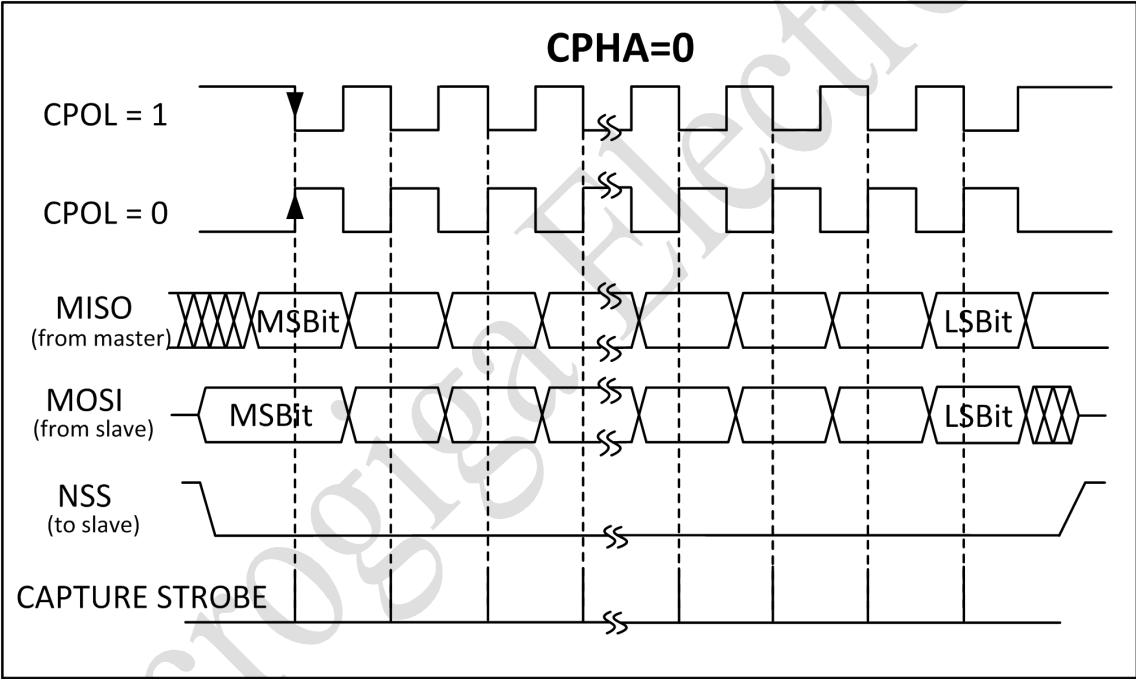 CPHA=0
CPOL = 1
CPOL = 0
MISO
(from master)
MSBit
LSBit
MOSI
(from slave)
MSBit
LSBit
NSS
(to slave)
CAPTURE STROBE